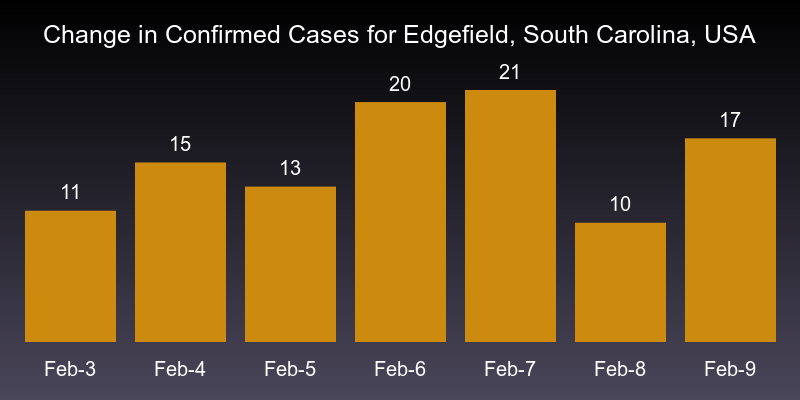 Change in Confirmed Cases for Edgefield, South Carolina, USA
11
15
13
20
21
10
17
Feb-3
Feb-4
Feb-5
Feb-6
Feb-7
Feb-8
Feb-9